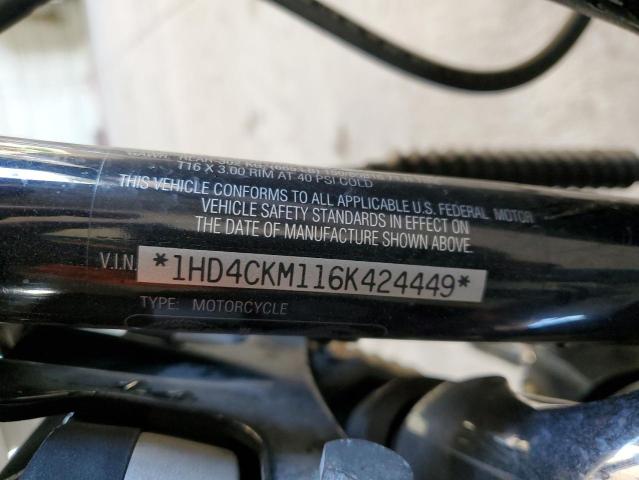 T16 X 3.00 RIM AT 40 PSI COLD
THIS VEHICLE CONFORMS TO ALL APPLICABLE U.S. FEDERAL MOTOR
VEHICLE SAFETY STANDARDS IN EFFECT ON
THE DATE OF MANUFACTURE SHOWN ABOVE.
V.I.N. *1HD4CKM116K424449*
TYPE: MOTORCYCLE